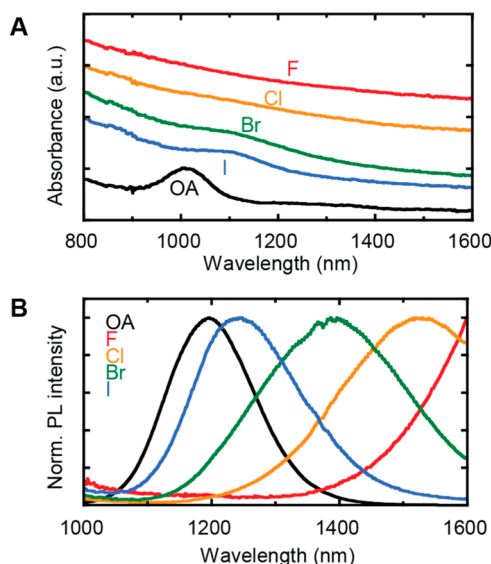 A
Absorbance (a.u.)
F
Cl
Br
I
OA
800 1000 1200 1400 1600
Wavelength (nm)
B
Norm. PL intensity
OA
F
Cl
Br
I
1000 1200 1400 1600
Wavelength (nm)